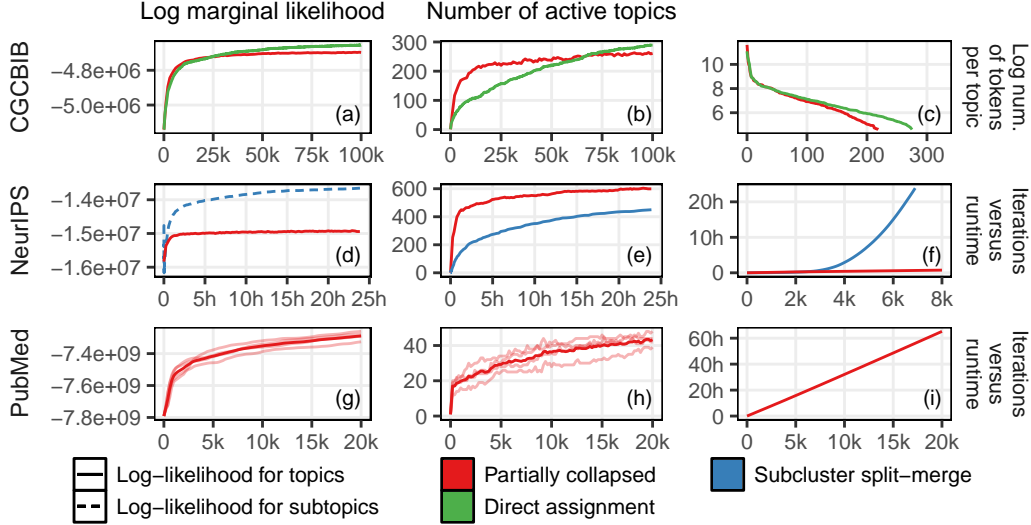 Log marginal likelihood
Number of active topics
CGCBIB
−4.8e+06
−5.0e+06
(a)
0 25k 50k 75k 100k
300
200
100
0
(b)
0 25k 50k 75k 100k
10
8
6
(c)
0 100 200 300
Log num.
of tokens
per topic
NeurIPS
−1.4e+07
−1.5e+07
−1.6e+07
(d)
0 5h 10h 15h 20h 25h
600
400
200
0
(e)
0 5h 10h 15h 20h 25h
20h
10h
0
(f)
0 2k 4k 6k 8k
Iterations
versus
runtime
PubMed
−7.4e+09
−7.6e+09
−7.8e+09
(g)
0 5k 10k 15k 20k
40
20
0
(h)
0 5k 10k 15k 20k
60h
40h
20h
0
(i)
0 5k 10k 15k 20k
Iterations
versus
runtime
Log−likelihood for topics
Log−likelihood for subtopics
Partially collapsed
Direct assignment
Subcluster split−merge